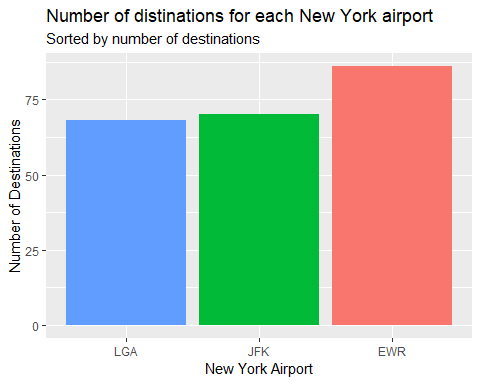 Number of distinations for each New York airport
Sorted by number of destinations
Number of Destinations
75
50
25
0
LGA JFK EWR
New York Airport